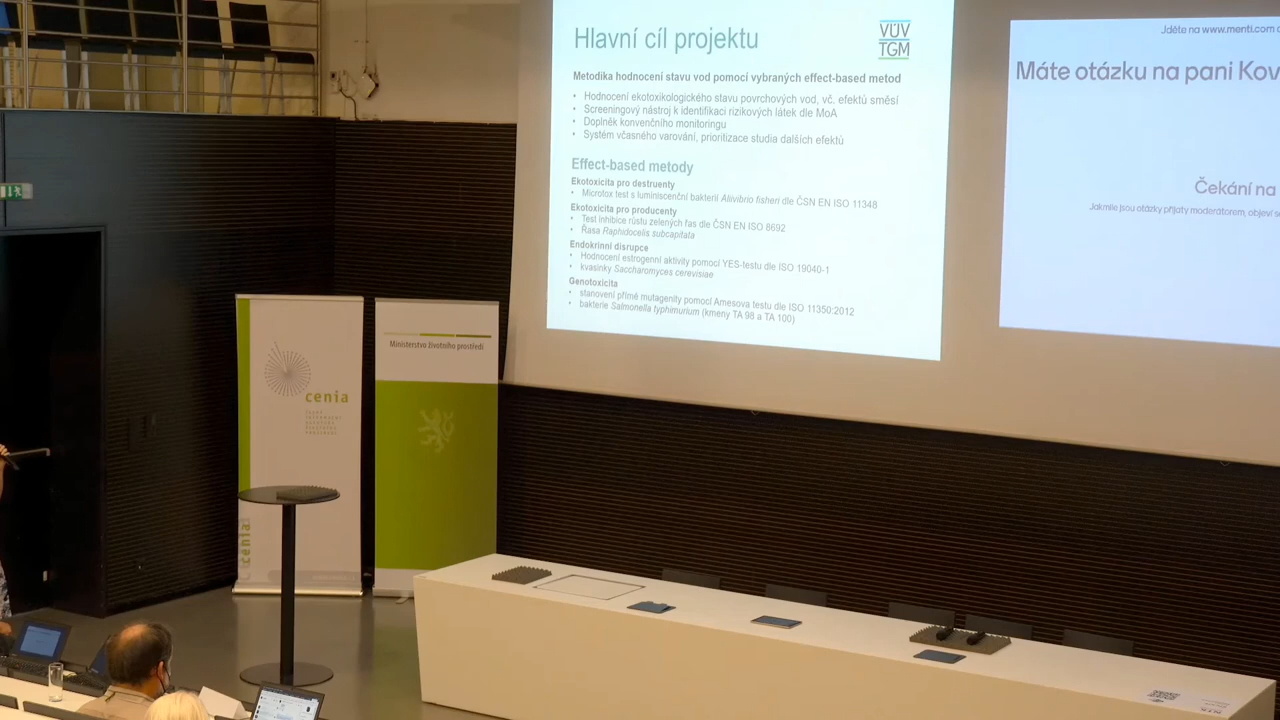 Hlavní cíl projektu
VÚV
TGM
Metodika hodnocení stavu vod pomocí vybraných effect-based metod
• Hodnocení ekotoxikologického stavu povrchových vod, vč. efektů směsí
• Screeningový nástroj k identifikaci rizikových látek dle MoA
• Doplněk konvenčního monitoringu
• Systém včasného varování, prioritizace studia dalších efektů
Effect-based metody
Ekotoxicita pro destruenty
• Microtox test s luminiscenční bakterií Aliivibrio fisheri dle ČSN EN ISO 11348
Ekotoxicita pro producenty
• Test inhibice růstu zelených řas dle ČSN EN ISO 8692
• Řasa Raphidocelis subcapitata
Endokrinní disrupce
• Hodnocení estrogenní aktivity pomocí YES-testu dle ISO 19040-1
• kvasinky Saccharomyces cerevisiae
Genotoxicita
• stanovení přímé mutagenity pomocí Amesova testu dle ISO 11350:2012
• bakterie Salmonella typhimurium (kmeny TA 98 a TA 100)
Jděte na www.menti.com
Máte otázku na pani Kov
Čekání na
Jakmile jsou otázky přijaty moderátorem, objeví
cenia
Ministerstvo životního prostředí
cenia